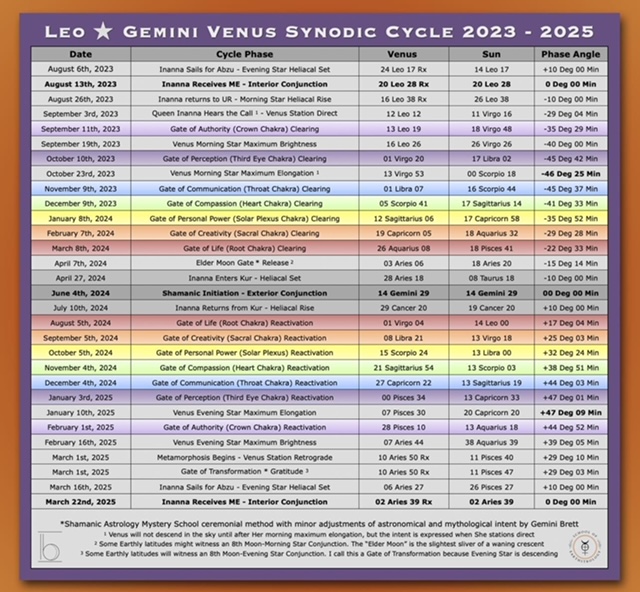 Leo ★ Gemini Venus Synodic Cycle 2023 - 2025
Date Cycle Phase Venus Sun Phase Angle
August 6th, 2023 Inanna Sails for Abzu - Evening Star Heliacal Set 24 Leo 17 Rx 14 Leo 17 +10 Deg 00 Min
August 13th, 2023 Inanna Receives ME - Interior Conjunction 20 Leo 28 Rx 20 Leo 28 0 Deg 00 Min
August 26th, 2023 Inanna returns to UR - Morning Star Heliacal Rise 16 Leo 38 Rx 26 Leo 38 -10 Deg 00 Min
September 3rd, 2023 Queen Inanna Hears the Call ¹ - Venus Station Direct 12 Leo 12 11 Virgo 16 -29 Deg 04 Min
September 11th, 2023 Gate of Authority (Crown Chakra) Clearing 13 Leo 19 18 Virgo 48 -35 Deg 29 Min
September 19th, 2023 Venus Morning Star Maximum Brightness 16 Leo 26 26 Virgo 26 -40 Deg 00 Min
October 10th, 2023 Gate of Perception (Third Eye Chakra) Clearing 01 Virgo 20 17 Libra 02 -45 Deg 42 Min
October 23rd, 2023 Venus Morning Star Maximum Elongation ¹ 13 Virgo 53 00 Scorpio 18 -46 Deg 25 Min
November 9th, 2023 Gate of Communication (Throat Chakra) Clearing 01 Libra 07 16 Scorpio 44 -45 Deg 37 Min
December 9th, 2023 Gate of Compassion (Heart Chakra) Clearing 05 Scorpio 41 17 Sagittarius 14 -41 Deg 33 Min
January 8th, 2024 Gate of Personal Power (Solar Plexus Chakra) Clearing 12 Sagittarius 06 17 Capricorn 58 -35 Deg 52 Min
February 7th, 2024 Gate of Creativity (Sacral Chakra) Clearing 19 Capricorn 05 18 Aquarius 32 -29 Deg 28 Min
March 8th, 2024 Gate of Life (Root Chakra) Clearing 26 Aquarius 08 18 Pisces 41 -22 Deg 33 Min
April 7th, 2024 Elder Moon Gate * Release ² 03 Aries 06 18 Aries 20 -15 Deg 14 Min
April 27, 2024 Inanna Enters Kur - Heliacal Set 28 Aries 18 08 Taurus 18 -10 Deg 00 Min
June 4th, 2024 Shamanic Initiation - Exterior Conjunction 14 Gemini 29 14 Gemini 29 00 Deg 00 Min
July 10th, 2024 Inanna Returns from Kur - Heliacal Rise 29 Cancer 20 19 Cancer 20 +10 Deg 00 Min
August 5th, 2024 Gate of Life (Root Chakra) Reactivation 01 Virgo 04 14 Leo 00 +17 Deg 04 Min
September 5th, 2024 Gate of Creativity (Sacral Chakra) Reactivation 08 Libra 21 13 Virgo 18 +25 Deg 03 Min
October 5th, 2024 Gate of Personal Power (Solar Plexus) Reactivation 15 Scorpio 24 13 Libra 00 +32 Deg 24 Min
November 4th, 2024 Gate of Compassion (Heart Chakra) Reactivation 21 Sagittarius 54 13 Scorpio 03 +38 Deg 51 Min
December 4th, 2024 Gate of Communication (Throat Chakra) Reactivation 27 Capricorn 22 13 Sagittarius 19 +44 Deg 03 Min
January 3rd, 2025 Gate of Perception (Third Eye Chakra) Reactivation 00 Pisces 34 13 Capricorn 33 +47 Deg 01 Min
January 10th, 2025 Venus Evening Star Maximum Elongation 07 Pisces 30 20 Capricorn 20 +47 Deg 09 Min
February 1st, 2025 Gate of Authority (Crown Chakra) Reactivation 28 Pisces 10 13 Aquarius 18 +44 Deg 52 Min
February 16th, 2025 Venus Evening Star Maximum Brightness 07 Aries 44 38 Aquarius 39 +39 Deg 05 Min
March 1st, 2025 Metamorphosis Begins - Venus Station Retrograde 10 Aries 50 Rx 11 Pisces 40 +29 Deg 10 Min
March 1st, 2025 Gate of Transformation * Gratitude ³ 10 Aries 50 Rx 11 Pisces 47 +29 Deg 03 Min
March 16th, 2025 Inanna Sails for Abzu - Evening Star Heliacal Set 06 Aries 27 26 Pisces 27 +10 Deg 00 Min
March 22nd, 2025 Inanna Receives ME - Interior Conjunction 02 Aries 39 Rx 02 Aries 39 0 Deg 00 Min
*Shamanic Astrology Mystery School ceremonial method with minor adjustments of astronomical and mythological intent by Gemini Brett
¹ Venus will not descend in the sky until after Her morning maximum elongation, but the intent is expressed when She stations direct
² Some Earthly latitudes might witness an 8th Moon-Morning Star Conjunction. The "Elder Moon" is the slightest sliver of a waning crescent
³ Some Earthly latitudes will witness an 8th Moon-Evening Star Conjunction. I call this a Gate of Transformation because Evening Star is descending